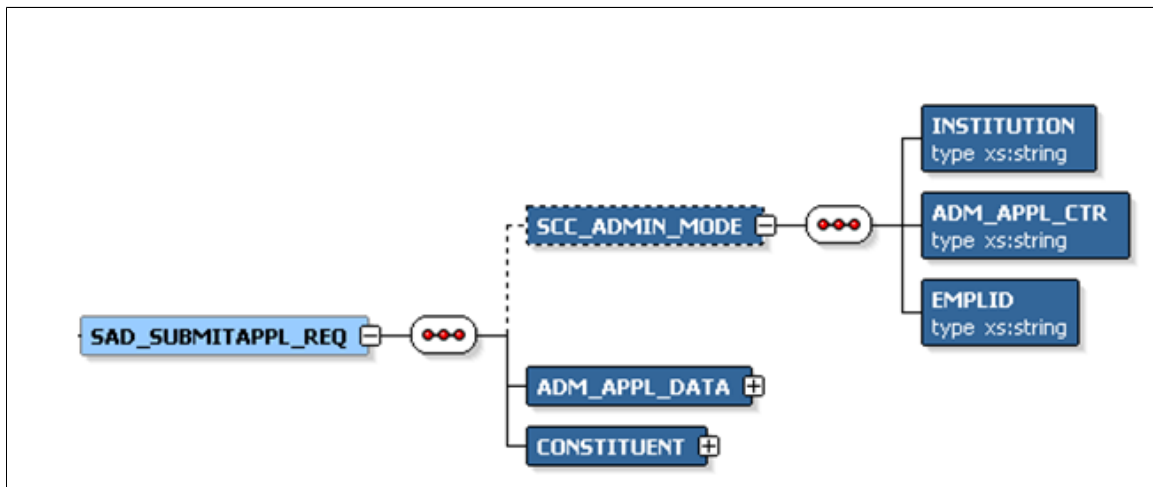 INSTITUTION
type xs:string
SCC_ADMIN_MODE
ADM_APPL_CTR
type xs:string
EMPLID
type xs:string
SAD_SUBMITAPPL_REQ
ADM_APPL_DATA
CONSTITUENT